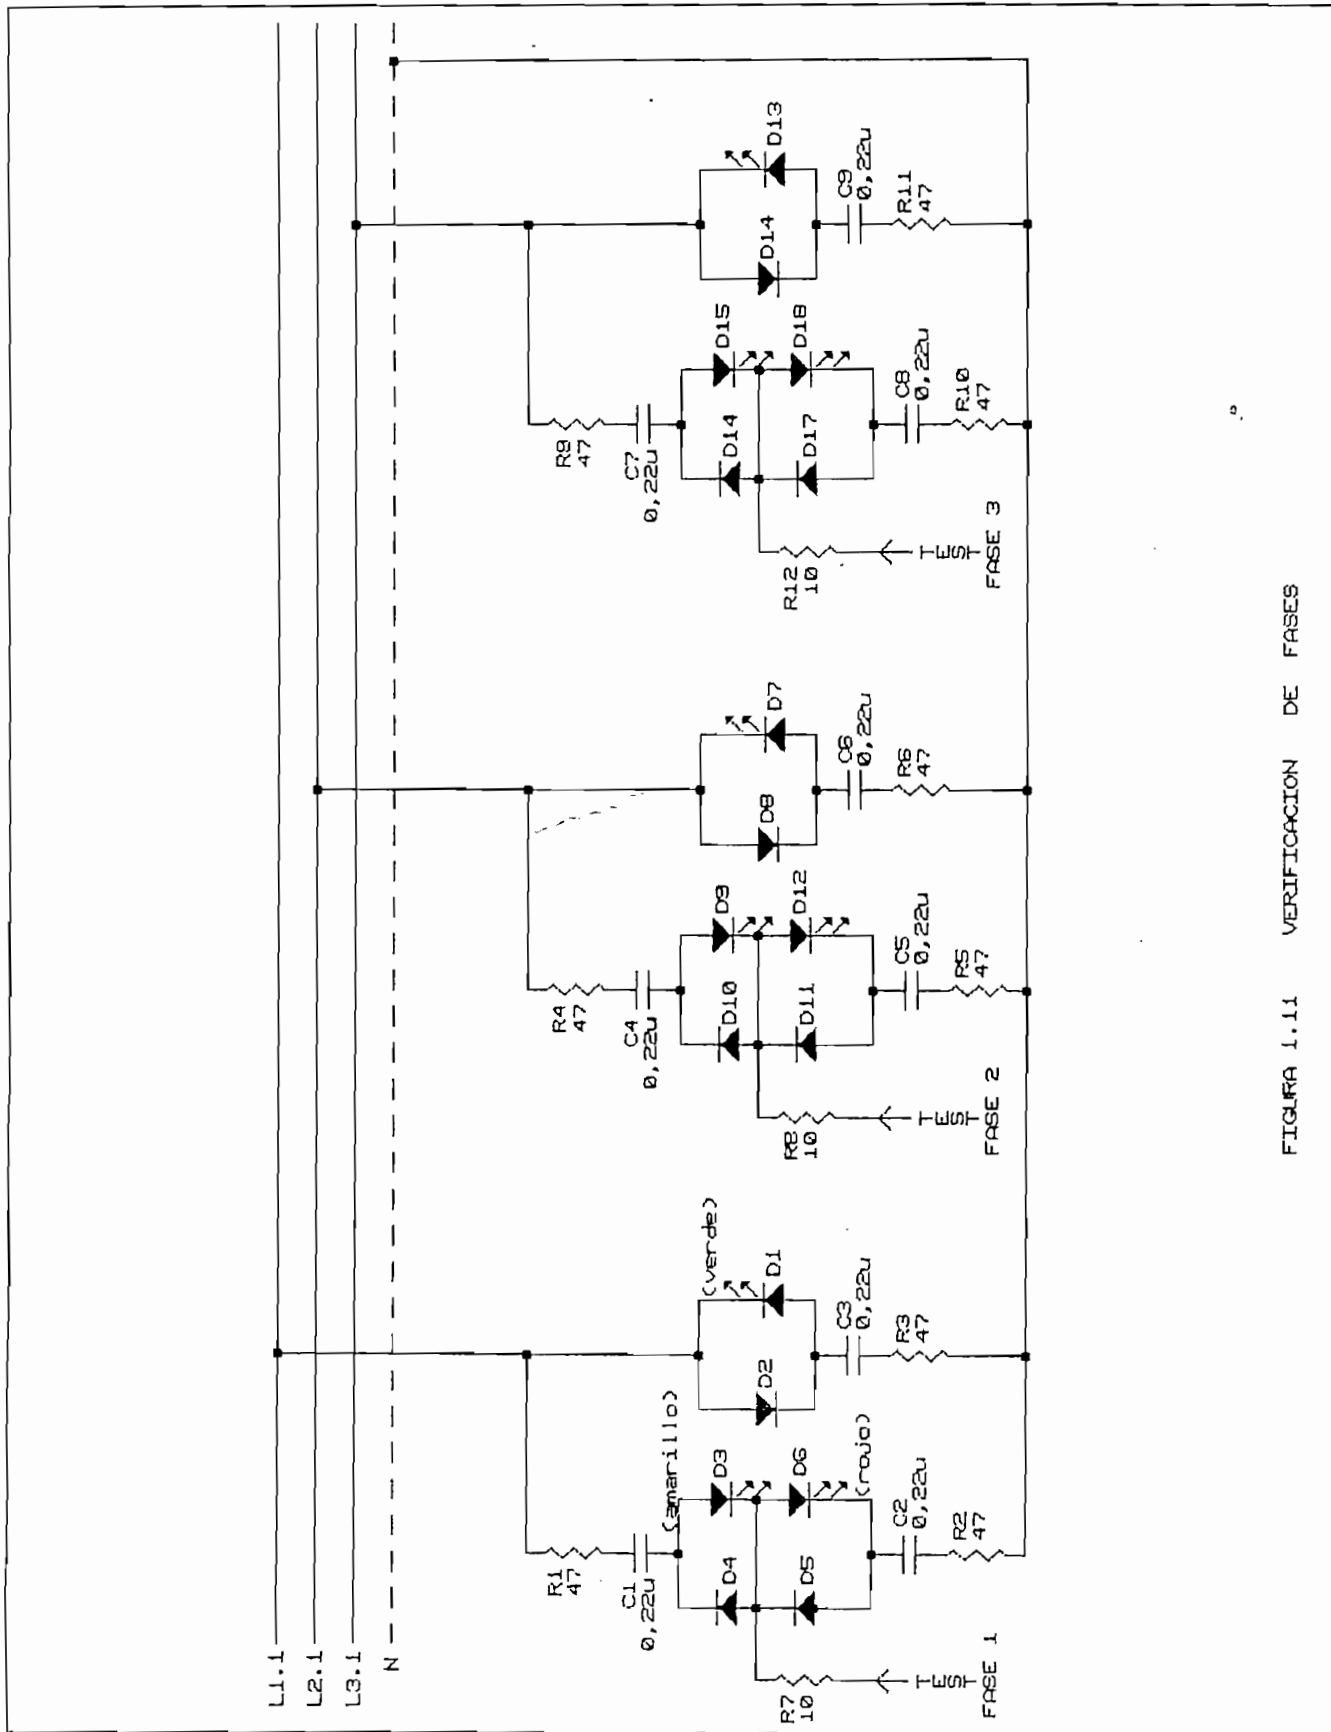 L1.1
L2.1
L3.1
N
R1
47
C1
0,22u
(amarillo)
D3
D4
D5
D6
(rojo)
C2
0,22u
R2
47
R7
10
TEST
FASE 1
(verde)
D1
D2
C3
0,22u
R3
47
R4
47
C4
0,22u
D9
D10
D11
D12
C5
0,22u
R5
47
R8
10
TEST
FASE 2
D7
D8
C6
0,22u
R6
47
R9
47
C7
0,22u
D15
D14
D17
D18
C8
0,22u
R10
47
R12
10
TEST
FASE 3
D13
D14
C9
0,22u
R11
47
FIGURA 1.11 VERIFICACION DE FASES